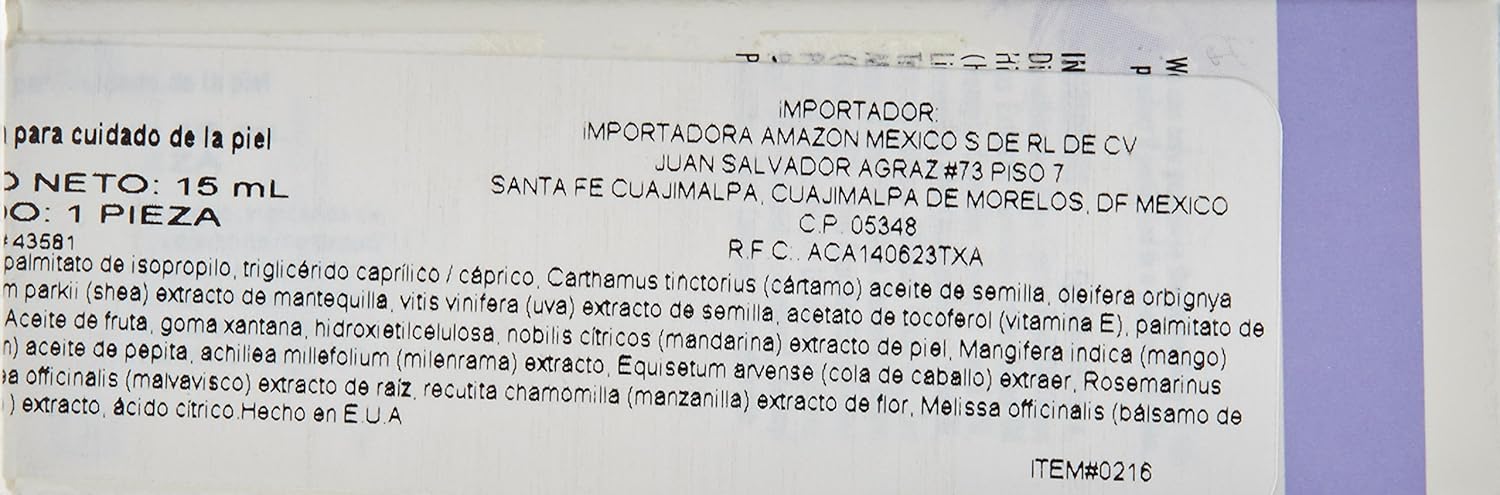 para cuidado de la piel
NETO: 15 mL
O: 1 PIEZA
43581
IMPORTADOR:
IMPORTADORA AMAZON MEXICO S DE RL DE CV
JUAN SALVADOR AGRAZ #73 PISO 7
SANTA FE CUAJIMALPA, CUAJIMALPA DE MORELOS, DF MEXICO
C.P. 05348
R.F.C.. ACA140623TXA
palmitato de isopropilo, triglicérido caprílico / cáprico, Carthamus tinctorius (cártamo) aceite de semilla, oleifera orbignya
m parkii (shea) extracto de mantequilla, vitis vinifera (uva) extracto de semilla, acetato de tocoferol (vitamina E), palmitato de
Aceite de fruta, goma xantana, hidroxietilcelulosa, nobilis cítricos (mandarina) extracto de piel, Mangifera indica (mango)
n) aceite de pepita, achiliea millefolium (milenrama) extracto, Equisetum arvense (cola de caballo) extraer, Rosemarinus
ea officinalis (malvavisco) extracto de raíz, recutita chamomilla (manzanilla) extracto de flor, Melissa officinalis (bálsamo de
) extracto, ácido cítrico.Hecho en E.U.A
ITEM#0216